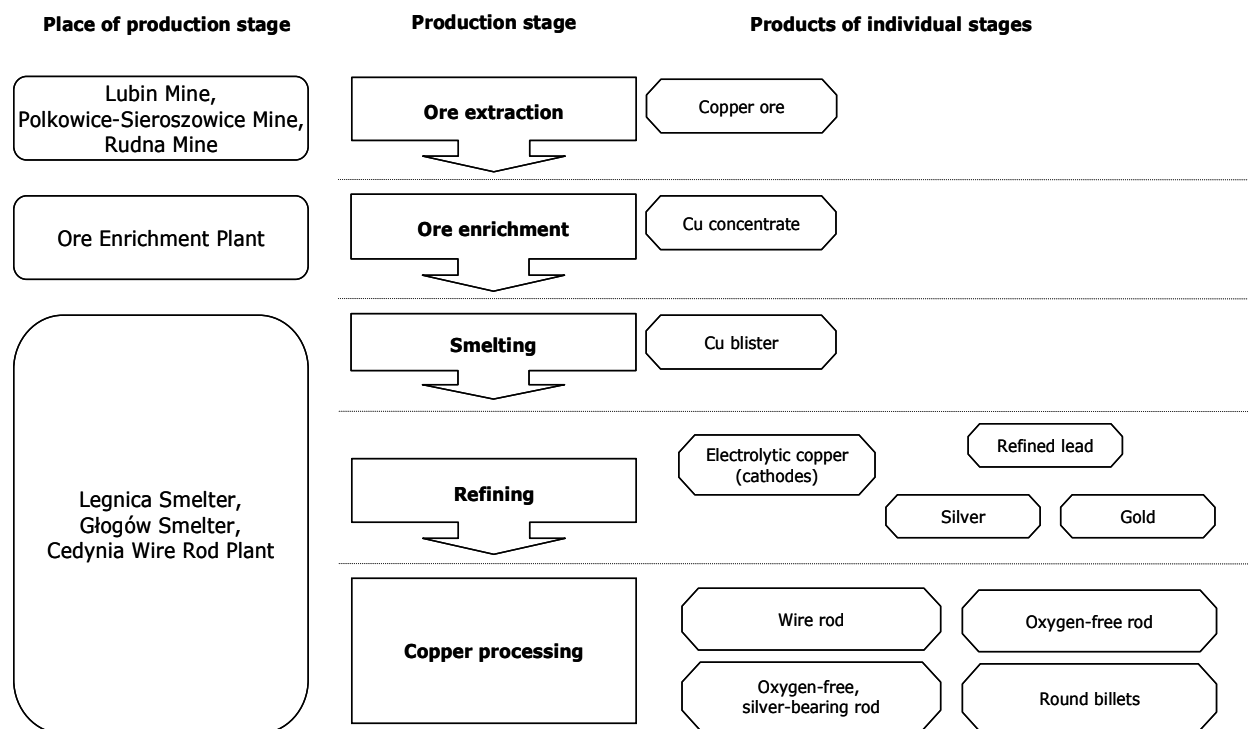 Place of production stage
Production stage
Products of individual stages
Lubin Mine,
Polkowice-Sieroszowice Mine,
Rudna Mine
Ore extraction
Copper ore
Ore Enrichment Plant
Ore enrichment
Cu concentrate
Legnica Smelter,
Głogów Smelter,
Cedynia Wire Rod Plant
Smelting
Cu blister
Refining
Electrolytic copper
(cathodes)
Refined lead
Silver
Gold
Copper processing
Wire rod
Oxygen-free rod
Oxygen-free,
silver-bearing rod
Round billets